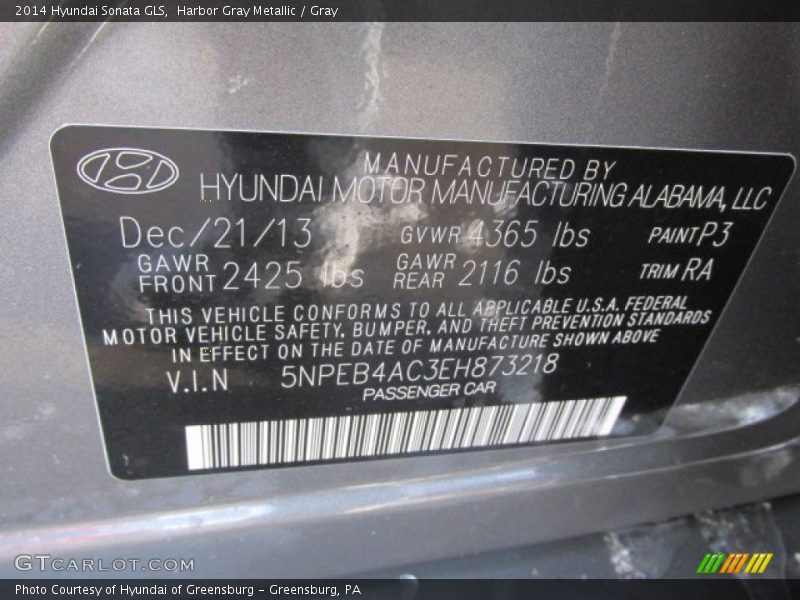 2014 Hyundai Sonata GLS, Harbor Gray Metallic / Gray
MANUFACTURED BY
HYUNDAI MOTOR MANUFACTURING ALABAMA, LLC
Dec/21/13 GVWR 4365 lbs PAINT P3
GAWR FRONT 2425 lbs GAWR REAR 2116 lbs TRIM RA
THIS VEHICLE CONFORMS TO ALL APPLICABLE U.S.A. FEDERAL
MOTOR VEHICLE SAFETY, BUMPER, AND THEFT PREVENTION STANDARDS
IN EFFECT ON THE DATE OF MANUFACTURE SHOWN ABOVE
V.I.N 5NPEB4AC3EH873218
PASSENGER CAR
GTCARLOT.COM
Photo Courtesy of Hyundai of Greensburg - Greensburg, PA